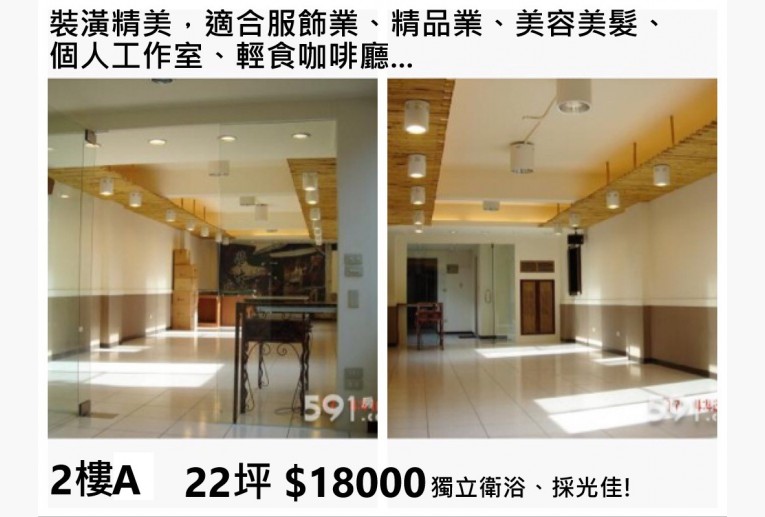 裝潢精美，適合服飾業、精品業、美容美髮、
個人工作室、輕食咖啡廳...
591
591
2樓A 22坪 $18000 獨立衛浴、採光佳!